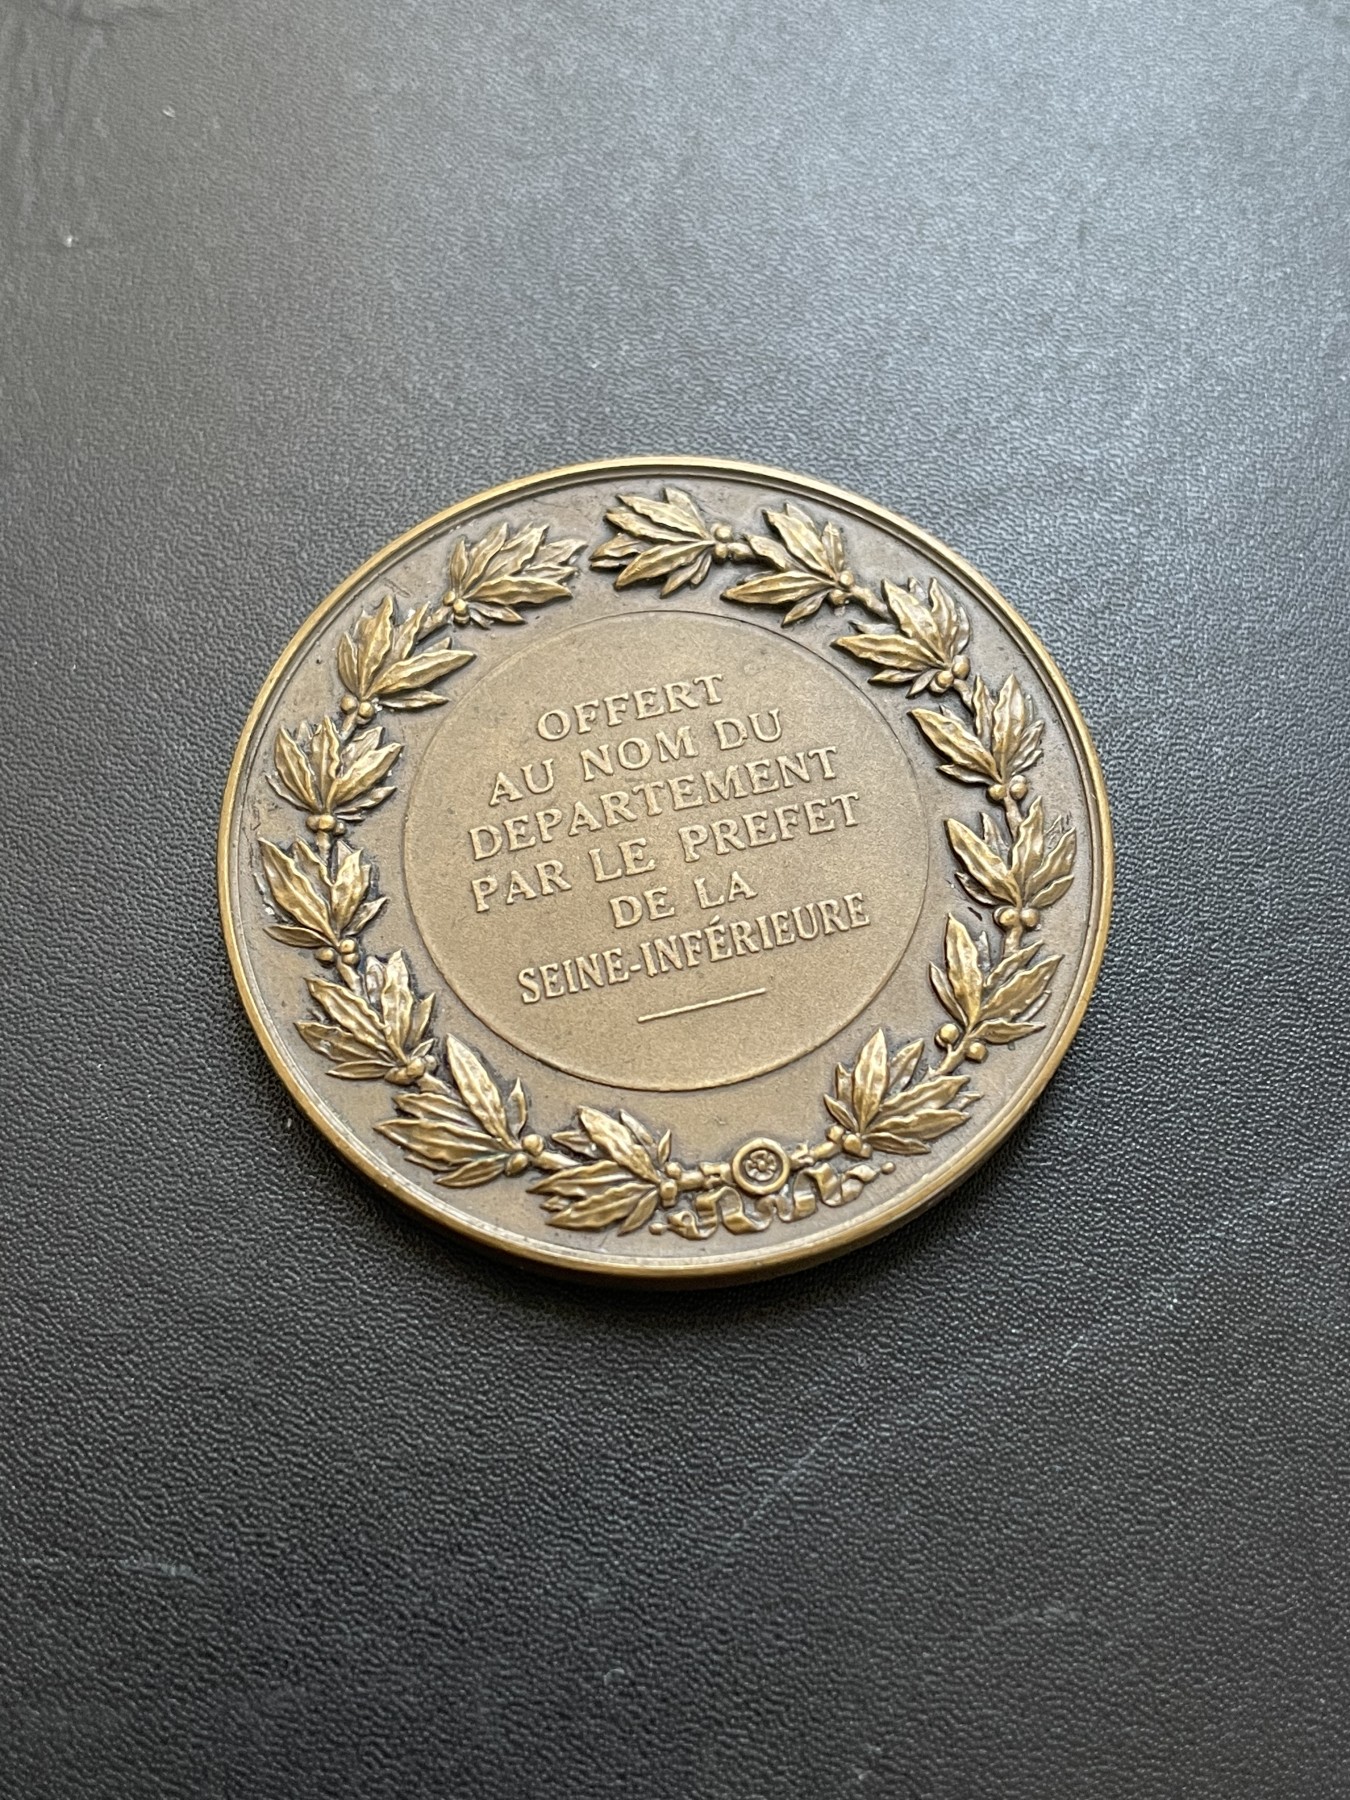 OFFERT
AU NOM DU
DEPARTEMENT
PAR LE PREFET
DE LA
SEINE-INFÉRIEURE